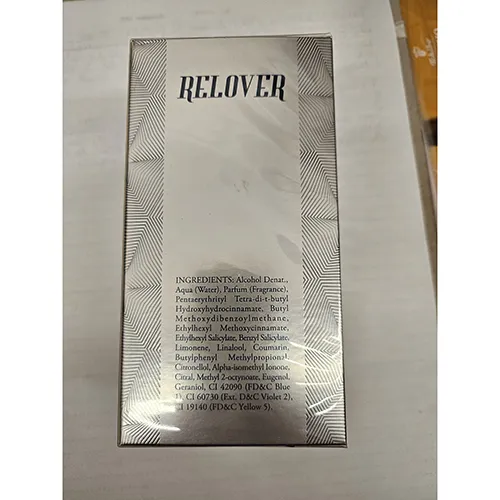 RELOVER
INGREDIENTS: Alcohol Denat.,
Aqua (Water), Parfum (Fragrance),
Pentaerythrityl Tetra-di-t-butyl
Hydroxyhydrocinnamate, Butyl
Methoxydibenzoylmethane,
Ethylhexyl Methoxycinnamate,
Ethylhexyl Salicylate, Benzyl Salicylate,
Limonene, Linalool, Coumarin,
Butylphenyl Methylpropional,
Citronellol, Alpha-isomethyl Ionone,
Citral, Methyl 2-octynoate, Eugenol,
Geraniol, CI 42090 (FD&C Blue
1), CI 60730 (Ext. D&C Violet 2),
CI 19140 (FD&C Yellow 5).